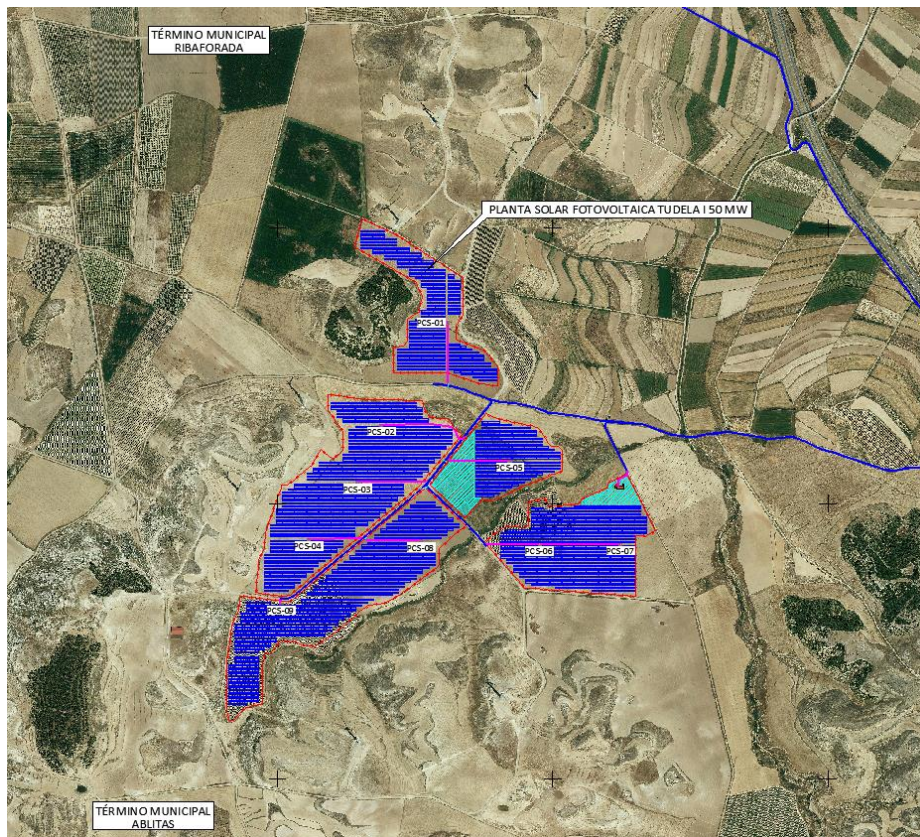 TÉRMINO MUNICIPAL
RIBAFORADA
PLANTA SOLAR FOTOVOLTAICA TUDELA I 50 MW
PCS-01
PCS-02
PCS-05
PCS-03
PCS-04
PCS-08
PCS-06
PCS-07
PCS-09
TÉRMINO MUNICIPAL
ABLITAS